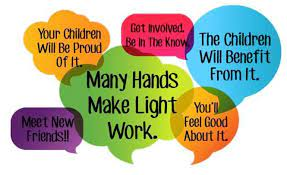 Your Children
Will Be Proud
Of It.
Get Involved.
Be In The Know
The Children
Will Benefit
From It.
Many Hands
Make Light
Work.
Meet New
Friends!!
You'll
Feel Good
About It.